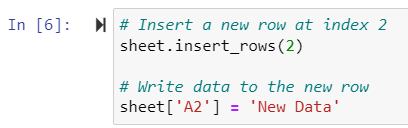 In [6]:
# Insert a new row at index 2
sheet.insert_rows(2)

# Write data to the new row
sheet['A2'] = 'New Data'